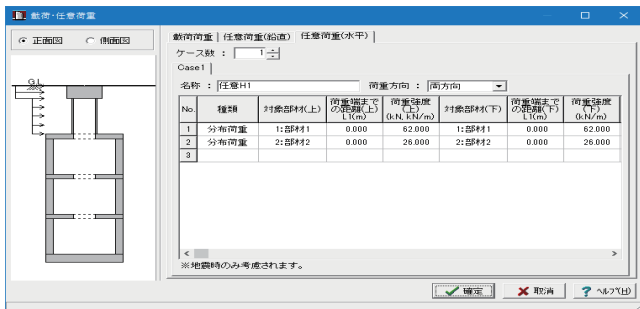 載荷・任意荷重
正面図 側面図
G.L.
載荷荷重 任意荷重(鉛直) 任意荷重(水平)
ケース数 : 1
Case1
名称 : 任意H1 荷重方向 : 両方向
No. 種類 対象部材(上) 荷重端までの距離(上) L1(m) 荷重強度(上) (kN, kN/m) 対象部材(下) 荷重端までの距離(下) L1(m) 荷重強度(下) (kN/m)
1 分布荷重 1:部材1 0.000 62.000 1:部材1 0.000 62.000
2 分布荷重 2:部材2 0.000 26.000 2:部材2 0.000 26.000
3
※地震時のみ考慮されます。
確定 取消 ? ヘルプ(H)